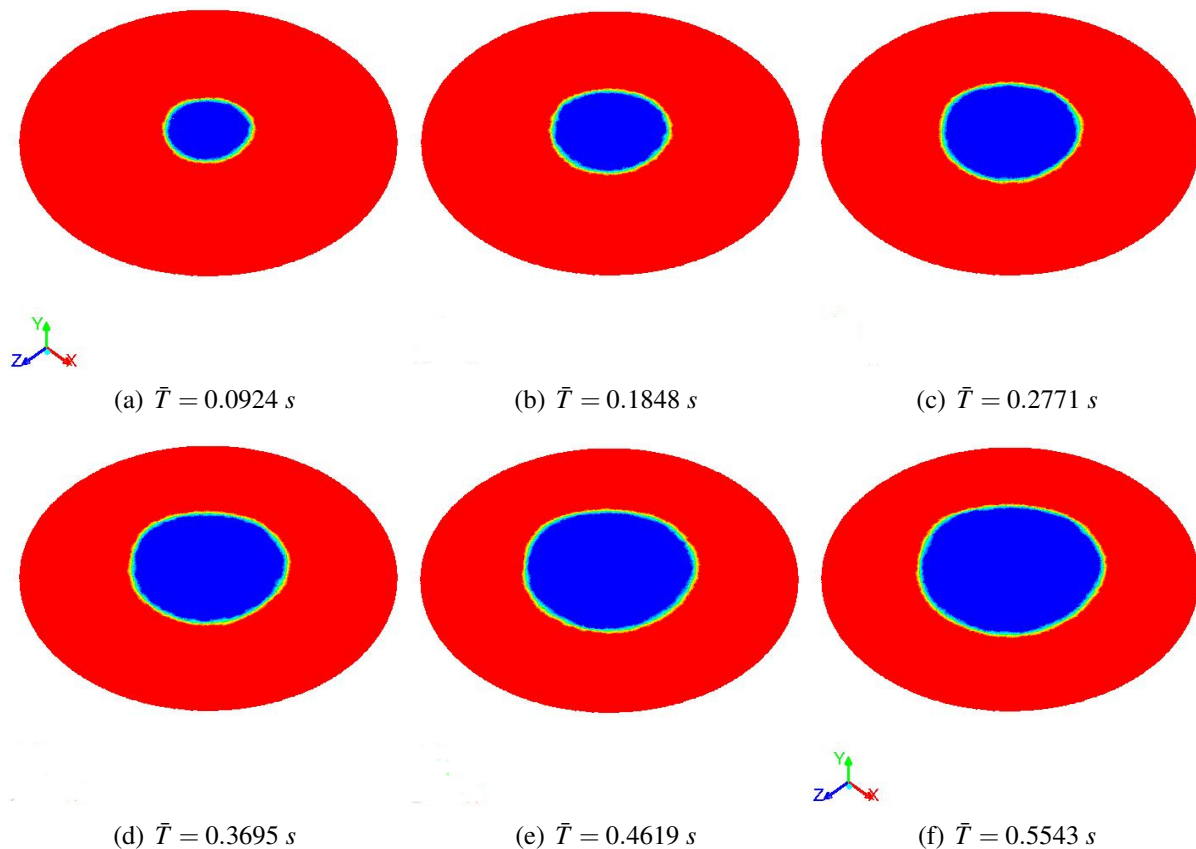 Y
Z X
(a) T̄ = 0.0924 s (b) T̄ = 0.1848 s (c) T̄ = 0.2771 s
Y
Z X
(d) T̄ = 0.3695 s (e) T̄ = 0.4619 s (f) T̄ = 0.5543 s